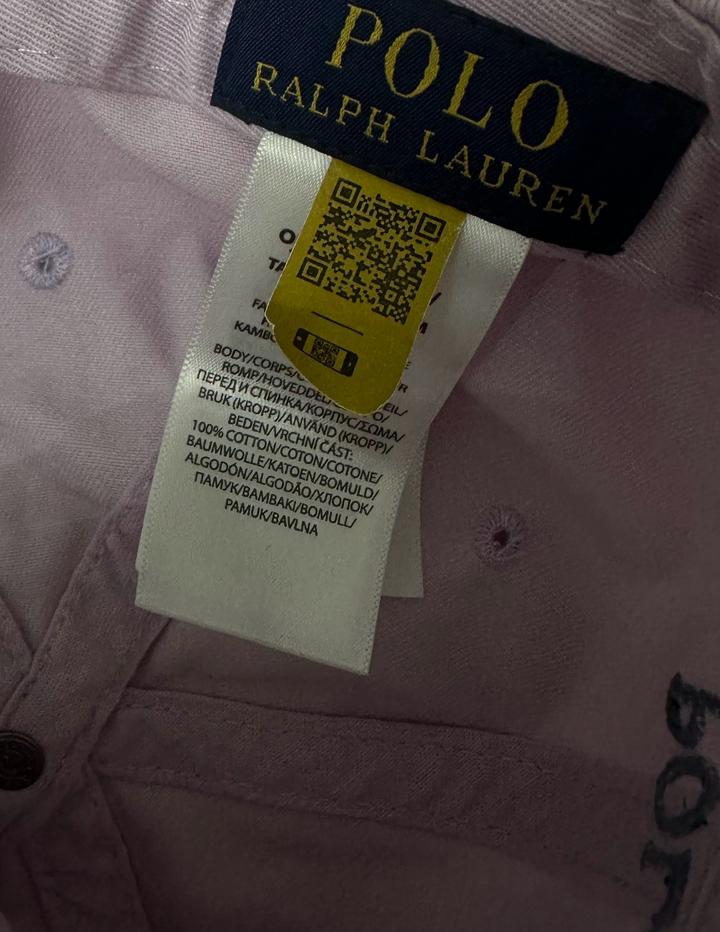 POLO
RALPH LAUREN
BODY/CORPS/
ROMP/HOVEDDEL/
ПЕРЕД И СПИНКА/КОРПУС/ΣΩΜΑ/
BRUK (KROPP)/ANVÄND (KROPP)/
BEDEN/VRCHNÍ ČÁST:
100% COTTON/COTON/COTONE/
BAUMWOLLE/KATOEN/BOMULD/
ALGODÓN/ALGODÃO/ХЛОПОК/
ПАМУК/BAMBAKI/BOMULL/
PAMUK/BAVLNA